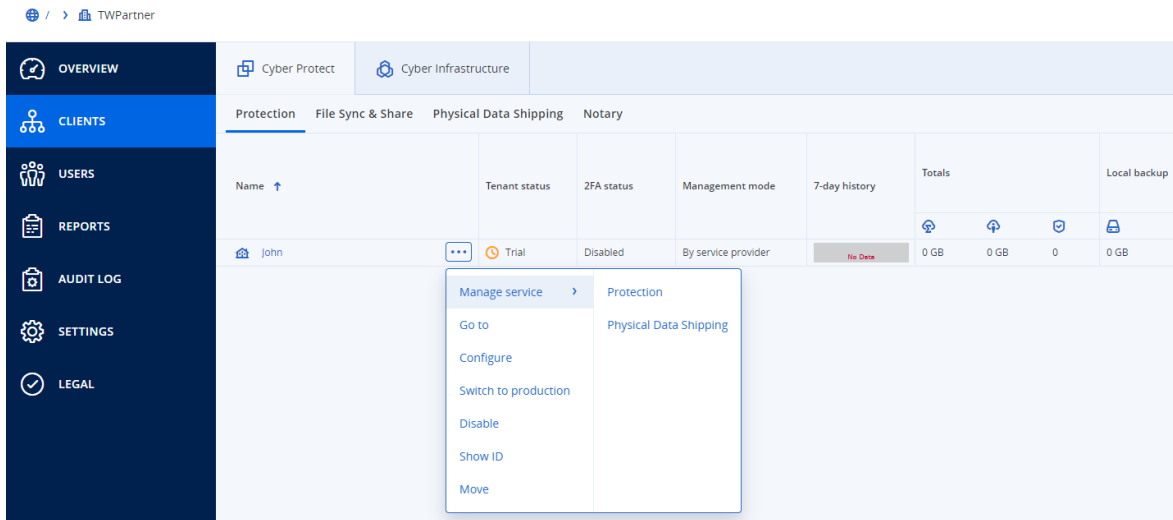 / > TWPartner
OVERVIEW
CLIENTS
USERS
REPORTS
AUDIT LOG
SETTINGS
LEGAL
Cyber Protect Cyber Infrastructure
Protection File Sync & Share Physical Data Shipping Notary
Name Tenant status 2FA status Management mode 7-day history Totals Local backup
John ... Trial Disabled By service provider No Data 0 GB 0 GB 0 0 GB
Manage service > Protection
Go to Physical Data Shipping
Configure
Switch to production
Disable
Show ID
Move